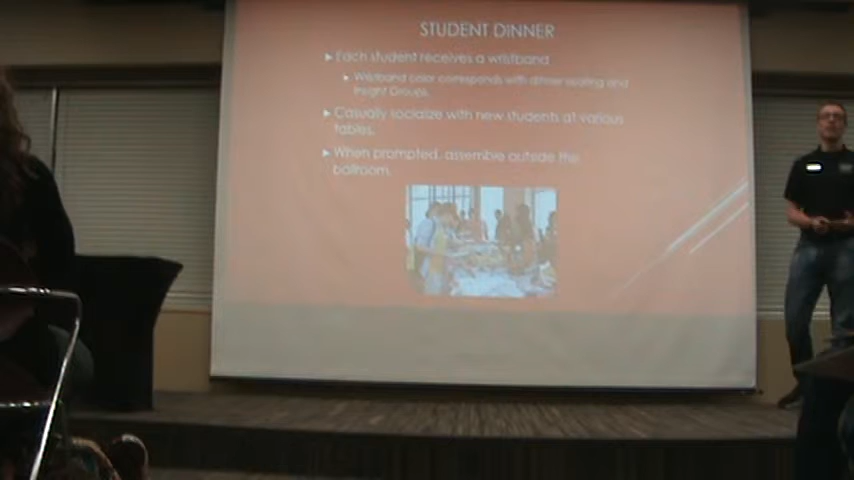 STUDENT DINNER
Each student receives a wristband
Wristband color corresponds with dinner seating and
Insight Groups.
Casually socialize with new students at various
tables.
When prompted, assemble outside the
ballroom.